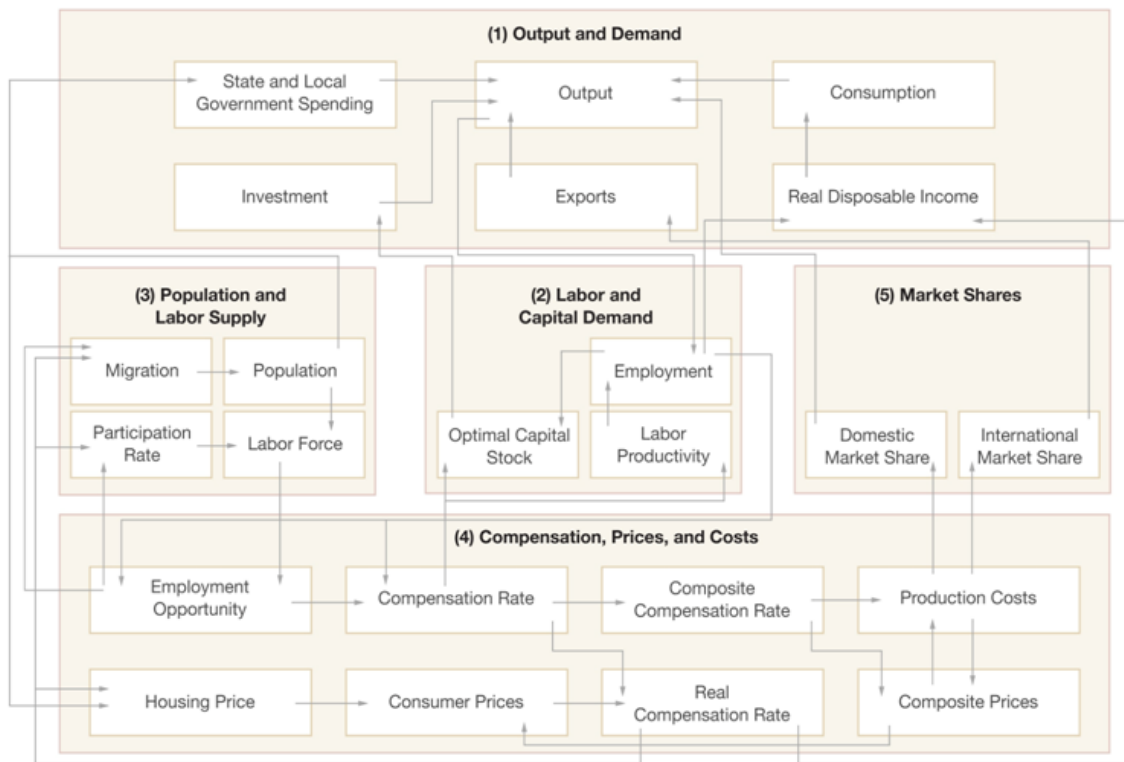 (1) Output and Demand
State and Local
Government Spending
Output
Consumption
Investment
Exports
Real Disposable Income
(3) Population and
Labor Supply
Migration
Population
Participation
Rate
Labor Force
(2) Labor and
Capital Demand
Employment
Optimal Capital
Stock
Labor
Productivity
(5) Market Shares
Domestic
Market Share
International
Market Share
(4) Compensation, Prices, and Costs
Employment
Opportunity
Compensation Rate
Composite
Compensation Rate
Production Costs
Housing Price
Consumer Prices
Real
Compensation Rate
Composite Prices